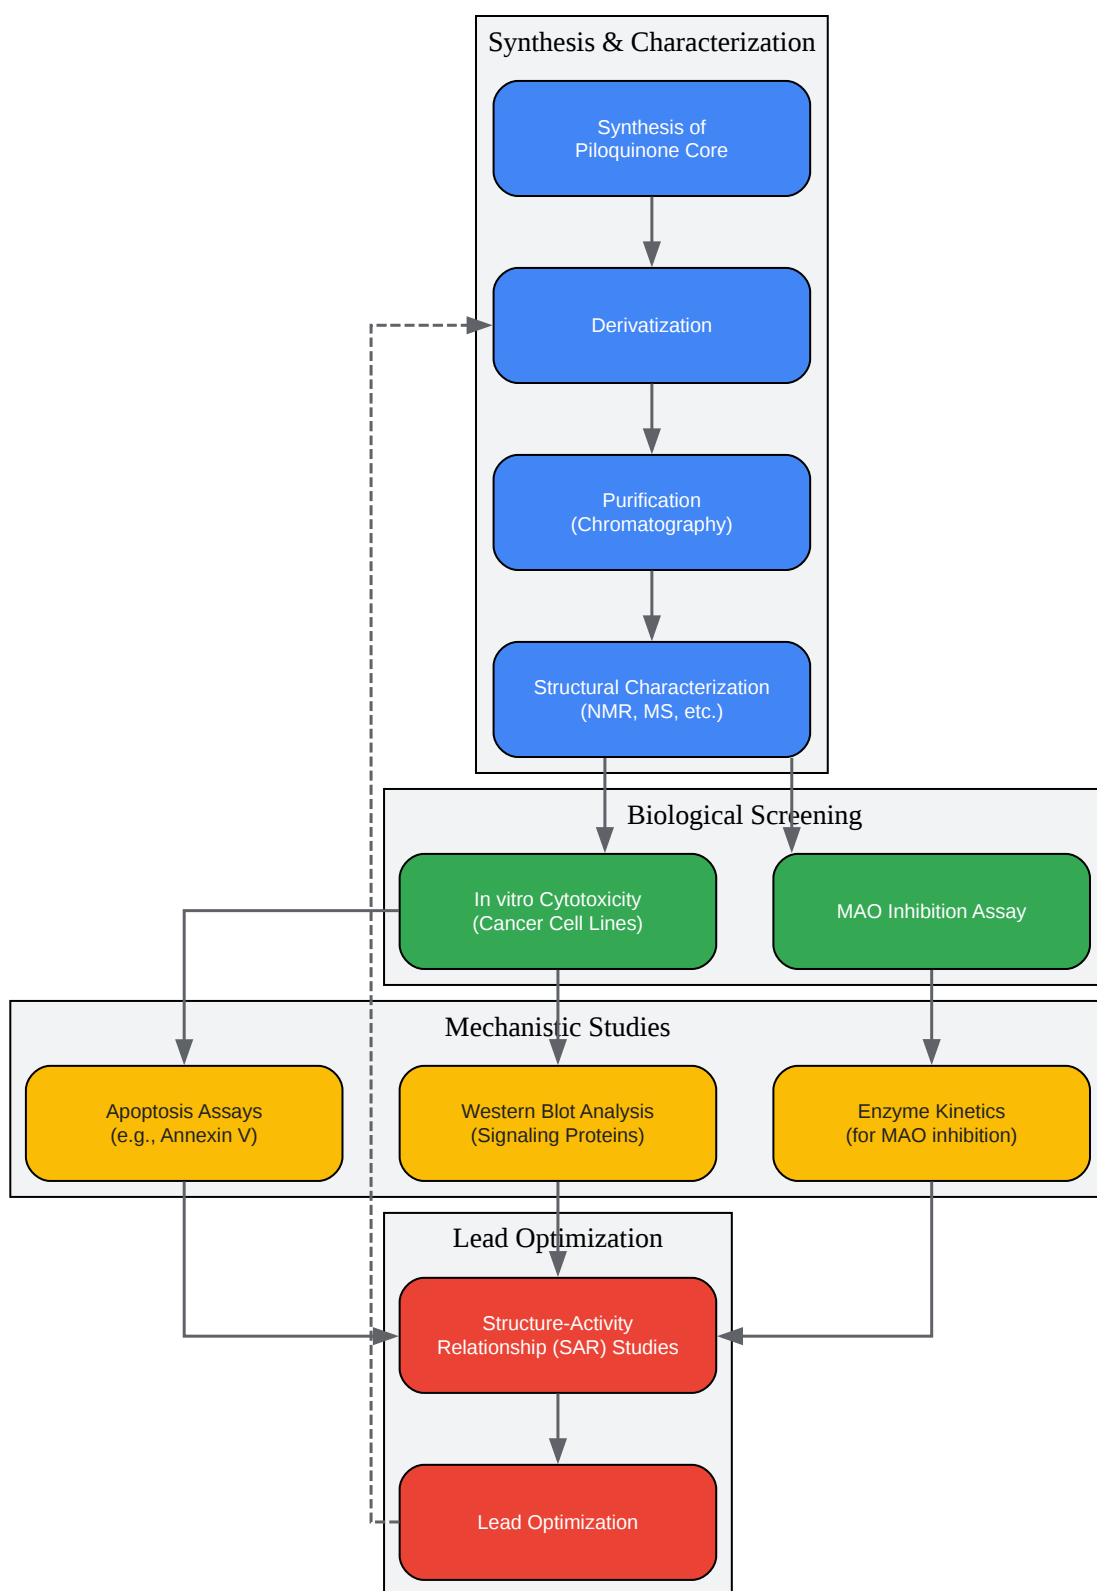 Synthesis & Characterization
Synthesis of
Piloquinone Core
Derivatization
Purification
(Chromatography)
Structural Characterization
(NMR, MS, etc.)
Biological Screening
In vitro Cytotoxicity
(Cancer Cell Lines)
MAO Inhibition Assay
Mechanistic Studies
Apoptosis Assays
(e.g., Annexin V)
Western Blot Analysis
(Signaling Proteins)
Enzyme Kinetics
(for MAO inhibition)
Lead Optimization
Structure-Activity
Relationship (SAR) Studies
Lead Optimization